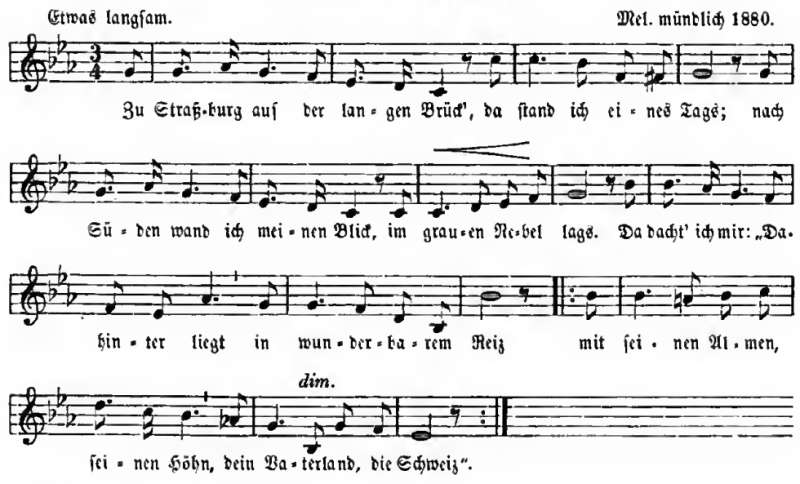 Etwas langsam. Mel. mündlich 1880.
3
4
Zu Straß-burg auf der lan-gen Brück', da stand ich ei-nes Tags; nach
Sü-den wand ich mei-nen Blick, im grau-en Ne-bel lags. Da dacht' ich mir: „Da-
hin-ter liegt in wun-der-ba-rem Reiz mit sei-nen Al-men,
dim.
sei-nen Höhn, dein Va-terland, die Schweiz“.